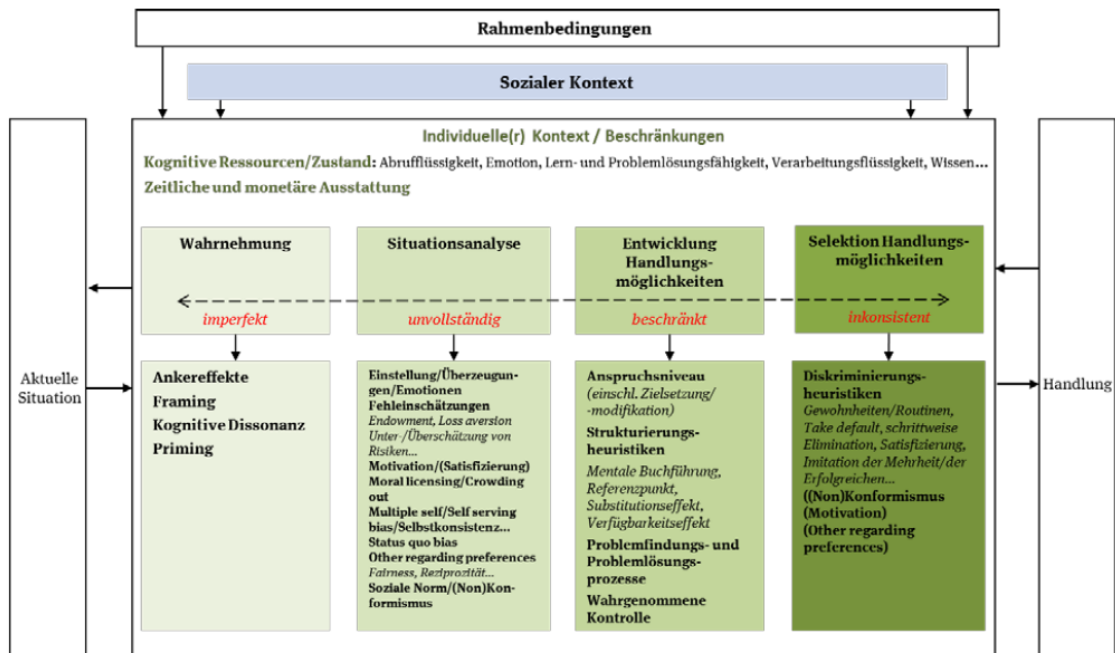 Rahmenbedingungen
Sozialer Kontext
Individuelle(r) Kontext / Beschränkungen
Kognitive Ressourcen/Zustand: Abrufflüssigkeit, Emotion, Lern- und Problemlösungsfähigkeit, Verarbeitungsflüssigkeit, Wissen...
Zeitliche und monetäre Ausstattung
Aktuelle
Situation
Wahrnehmung
imperfekt
Ankereffekte
Framing
Kognitive Dissonanz
Priming
Situationsanalyse
unvollständig
Einstellung/Überzeugun-
gen/Emotionen
Fehleinschätzungen
Endowment, Loss aversion
Unter-/Überschätzung von
Risiken...
Motivation/(Satisfizierung)
Moral licensing/Crowding
out
Multiple self/Self serving
bias/Selbstkonsistenz...
Status quo bias
Other regarding preferences
Fairness, Reziprozität...
Soziale Norm/(Non)Kon-
formismus
Entwicklung
Handlungs-
möglichkeiten
beschränkt
Anspruchsniveau
(einschl. Zielsetzung/
-modifikation)
Strukturierungs-
heuristiken
Mentale Buchführung,
Referenzpunkt,
Substitutionseffekt,
Verfügbarkeitseffekt
Problemfindungs- und
Problemlösungs-
prozesse
Wahrgenommene
Kontrolle
Selektion Handlungs-
möglichkeiten
inkonsistent
Diskriminierungs-
heuristiken
Gewohnheiten/Routinen,
Take default, schrittweise
Elimination, Satisfizierung,
Imitation der Mehrheit/der
Erfolgreichen...
((Non)Konformismus
(Motivation)
(Other regarding
preferences)
Handlung